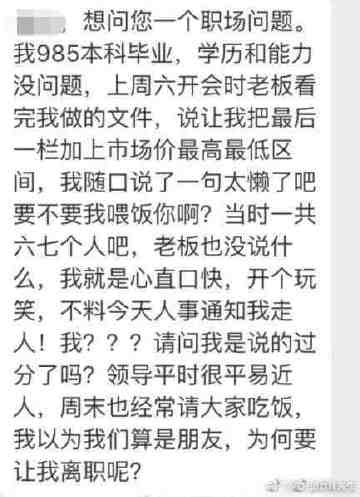 ，想问您一个职场问题。
我985本科毕业，学历和能力
没问题，上周六开会时老板看
完我做的文件，说让我把最后
一栏加上市场价最高最低区
间，我随口说了一句太懒了吧
要不要我喂饭你啊？当时一共
六七个人吧，老板也没说什
么，我就是心直口快，开个玩
笑，不料今天人事通知我走
人！我？？？请问我是说的过
分了吗？领导平时很平易近
人，周末也经常请大家吃饭，
我以为我们算是朋友，为何要
让我离职呢？